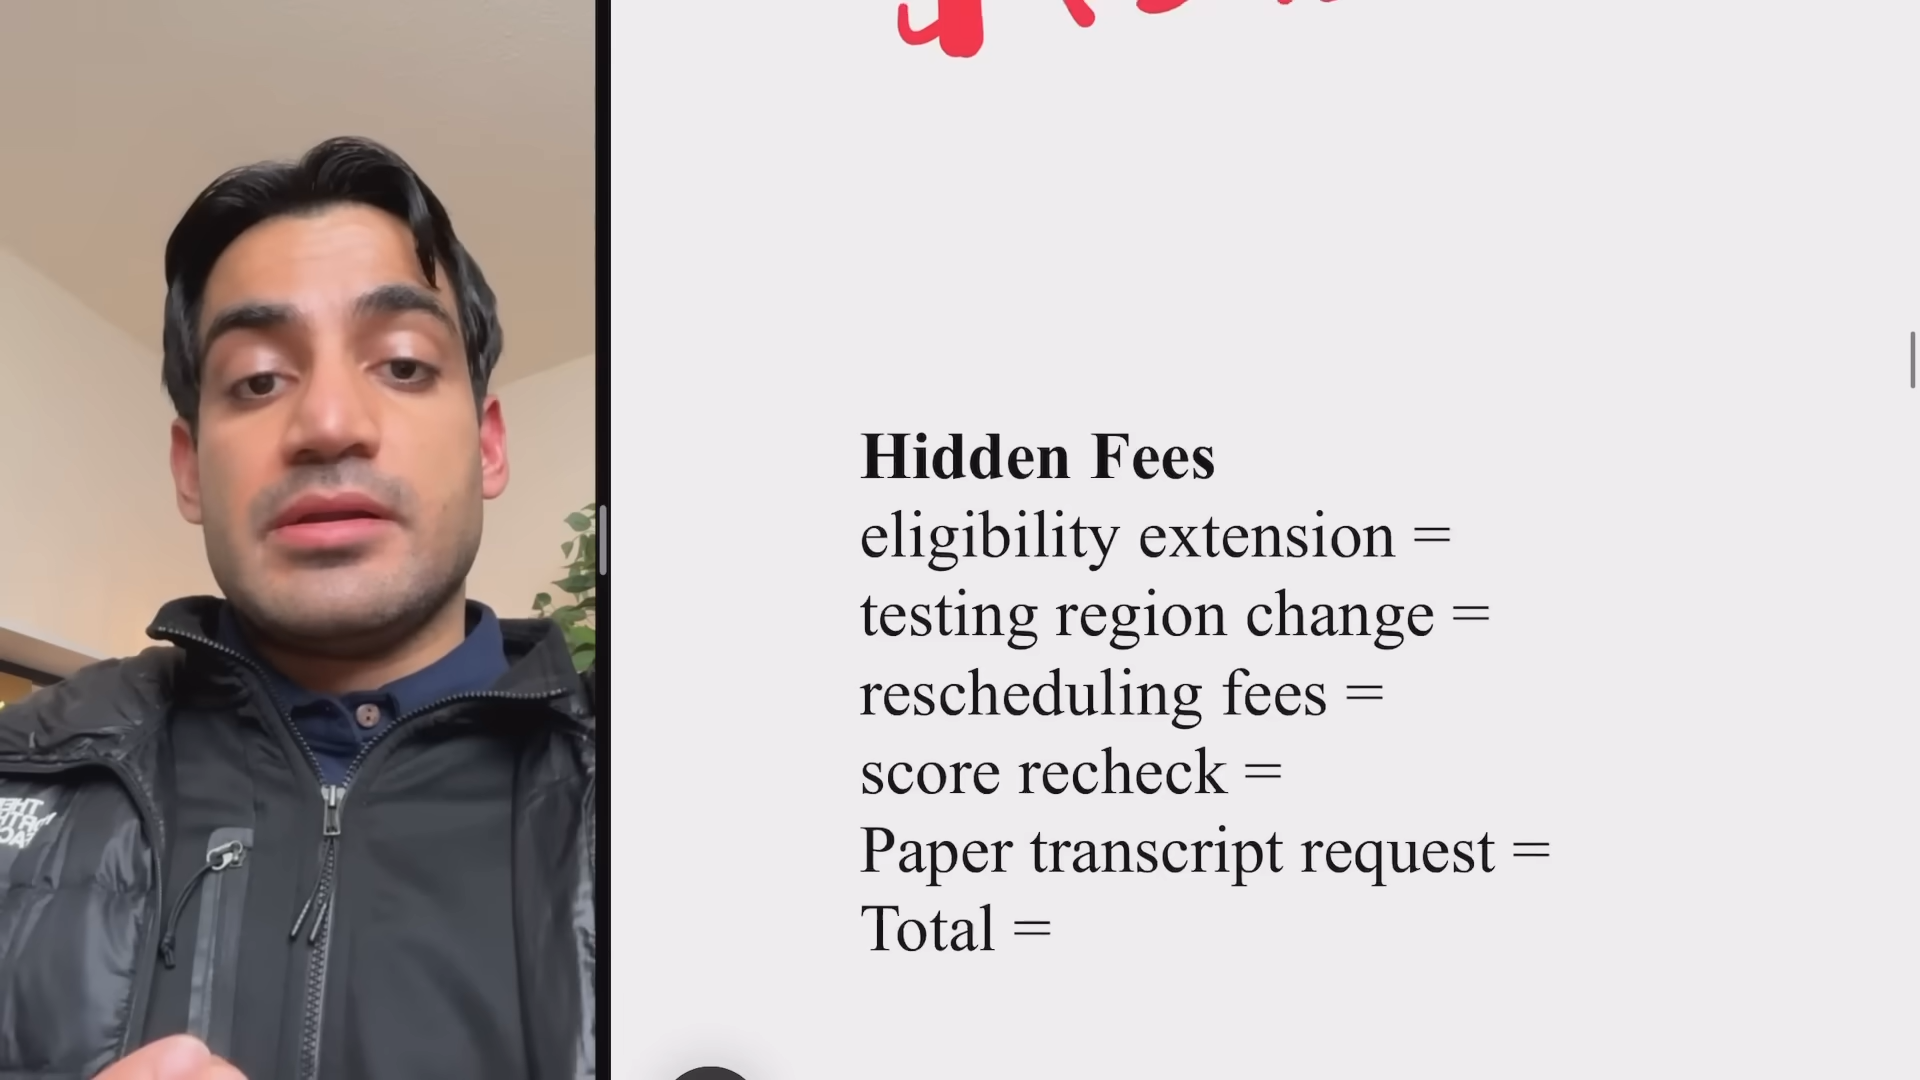 Hidden Fees
eligibility extension =
testing region change =
rescheduling fees =
score recheck =
Paper transcript request =
Total =